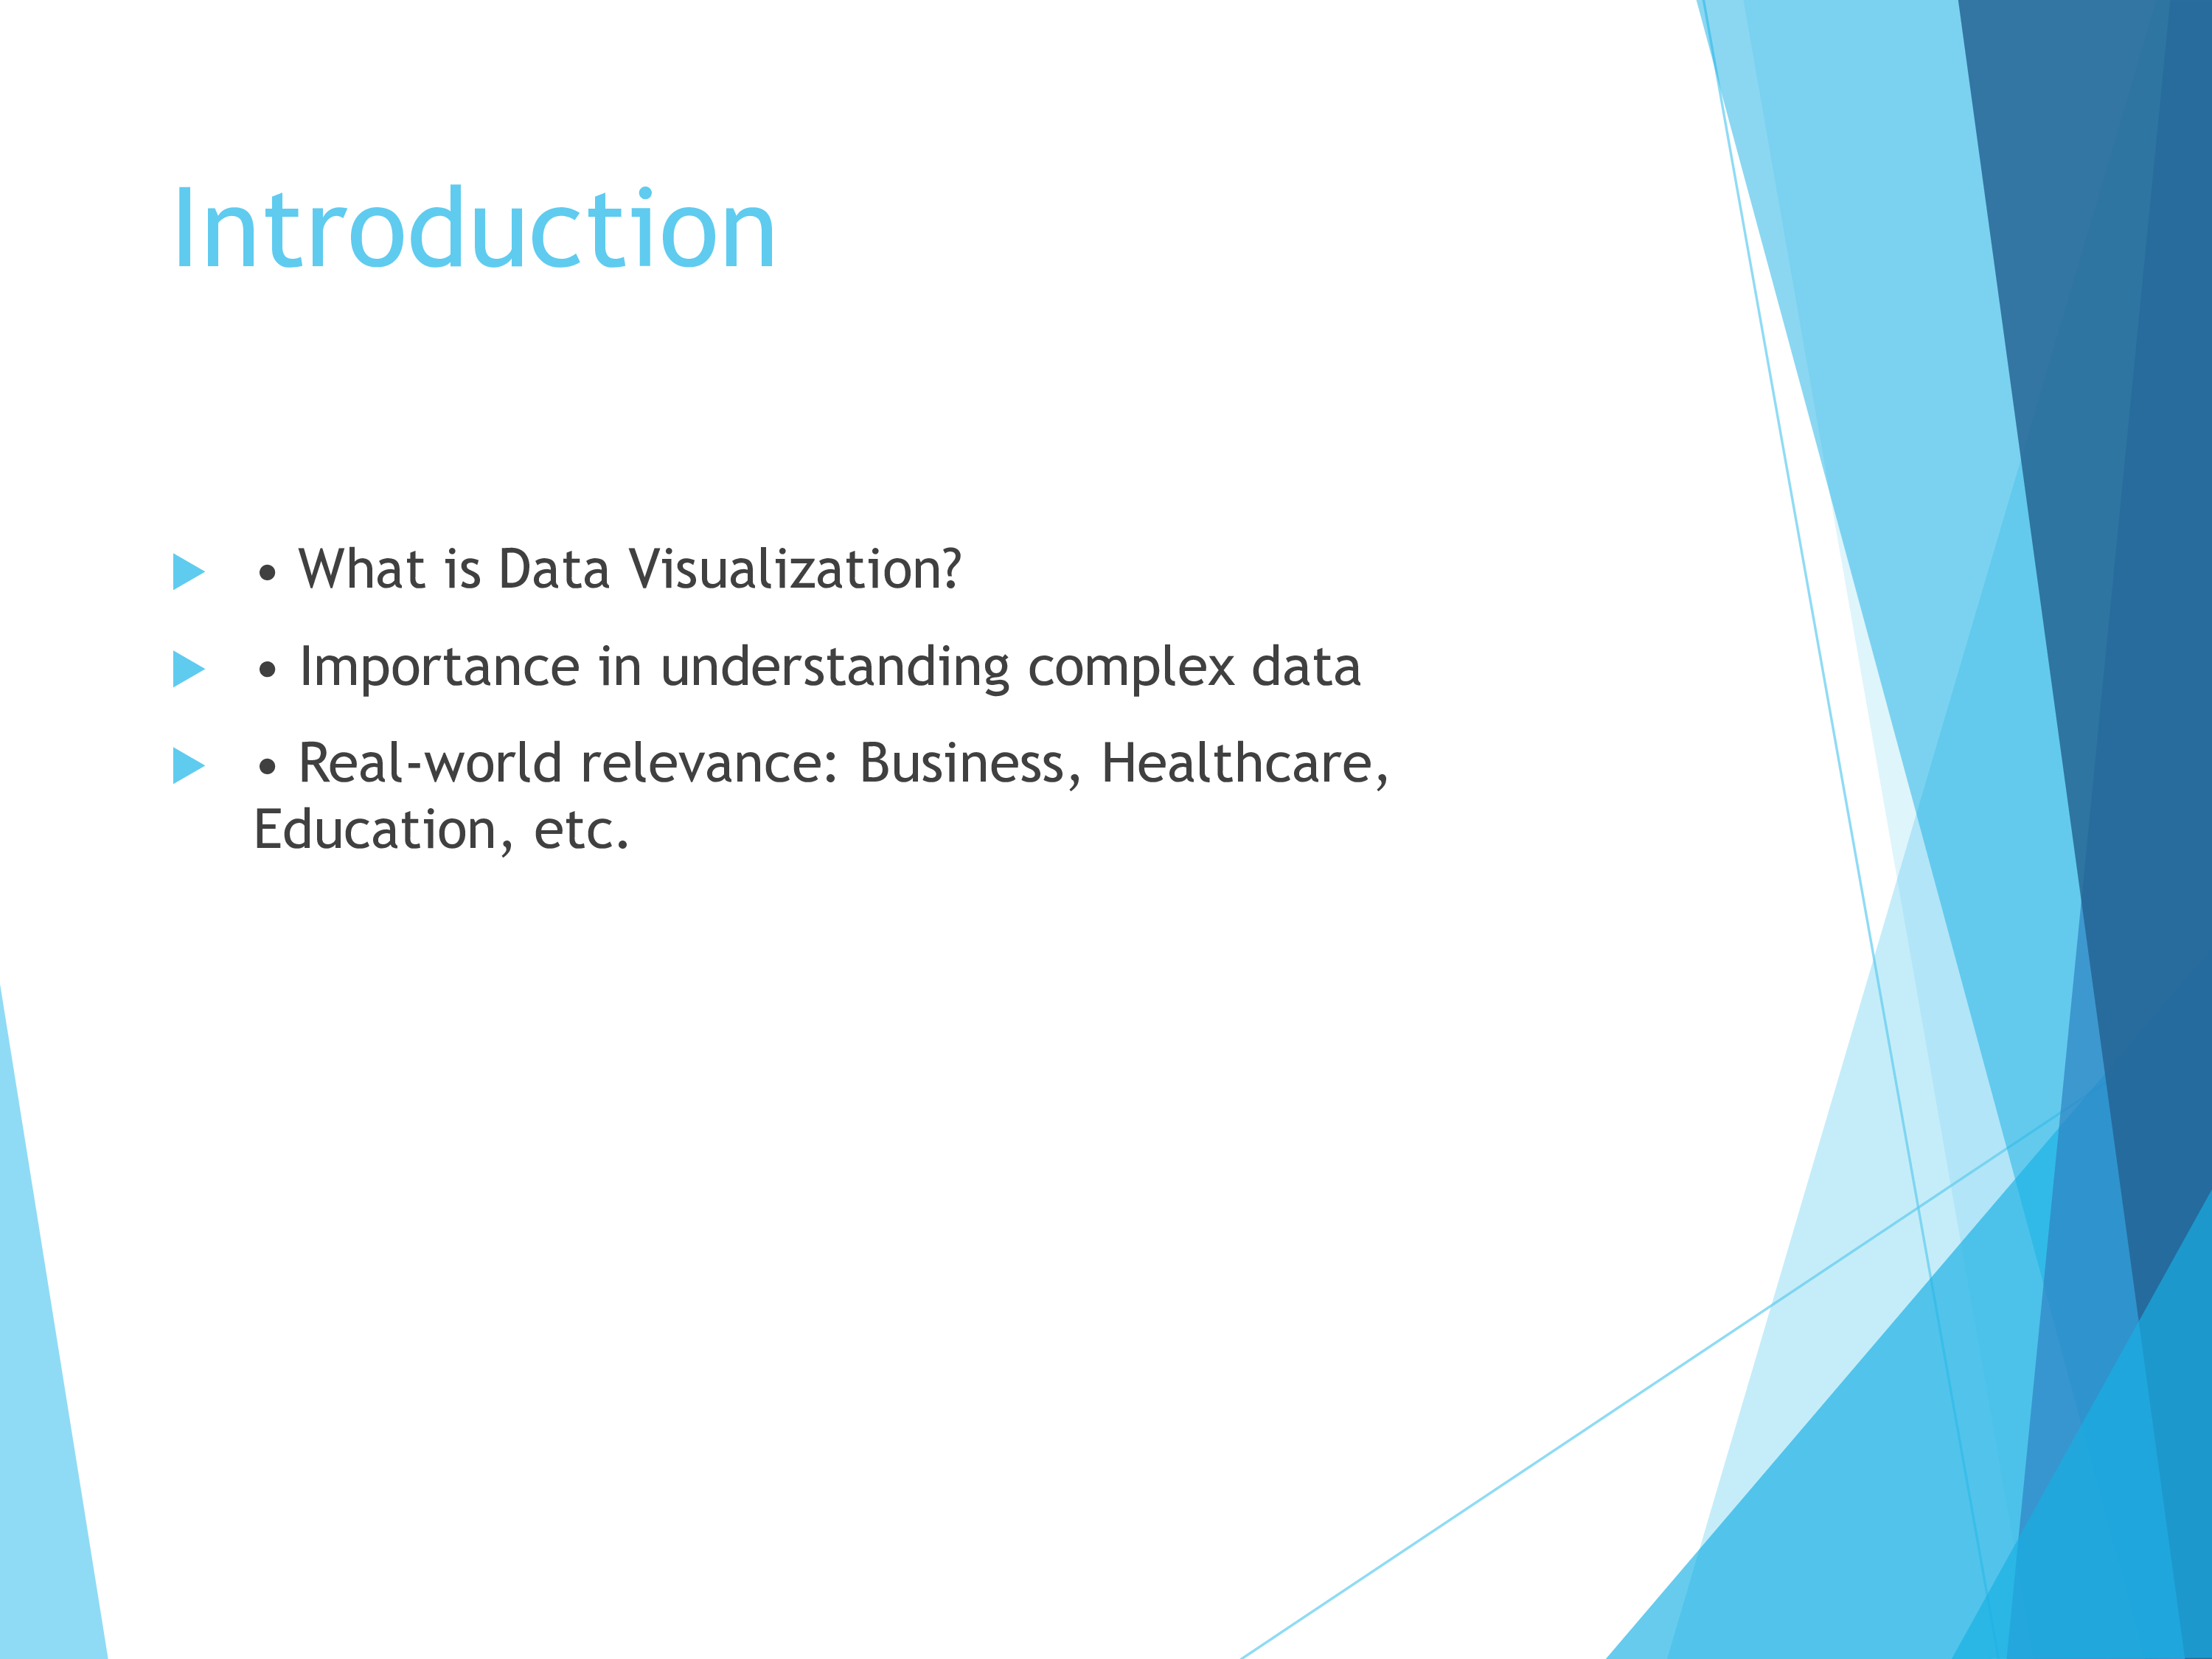 Introduction
• What is Data Visualization?
• Importance in understanding complex data
• Real-world relevance: Business, Healthcare,
Education, etc.